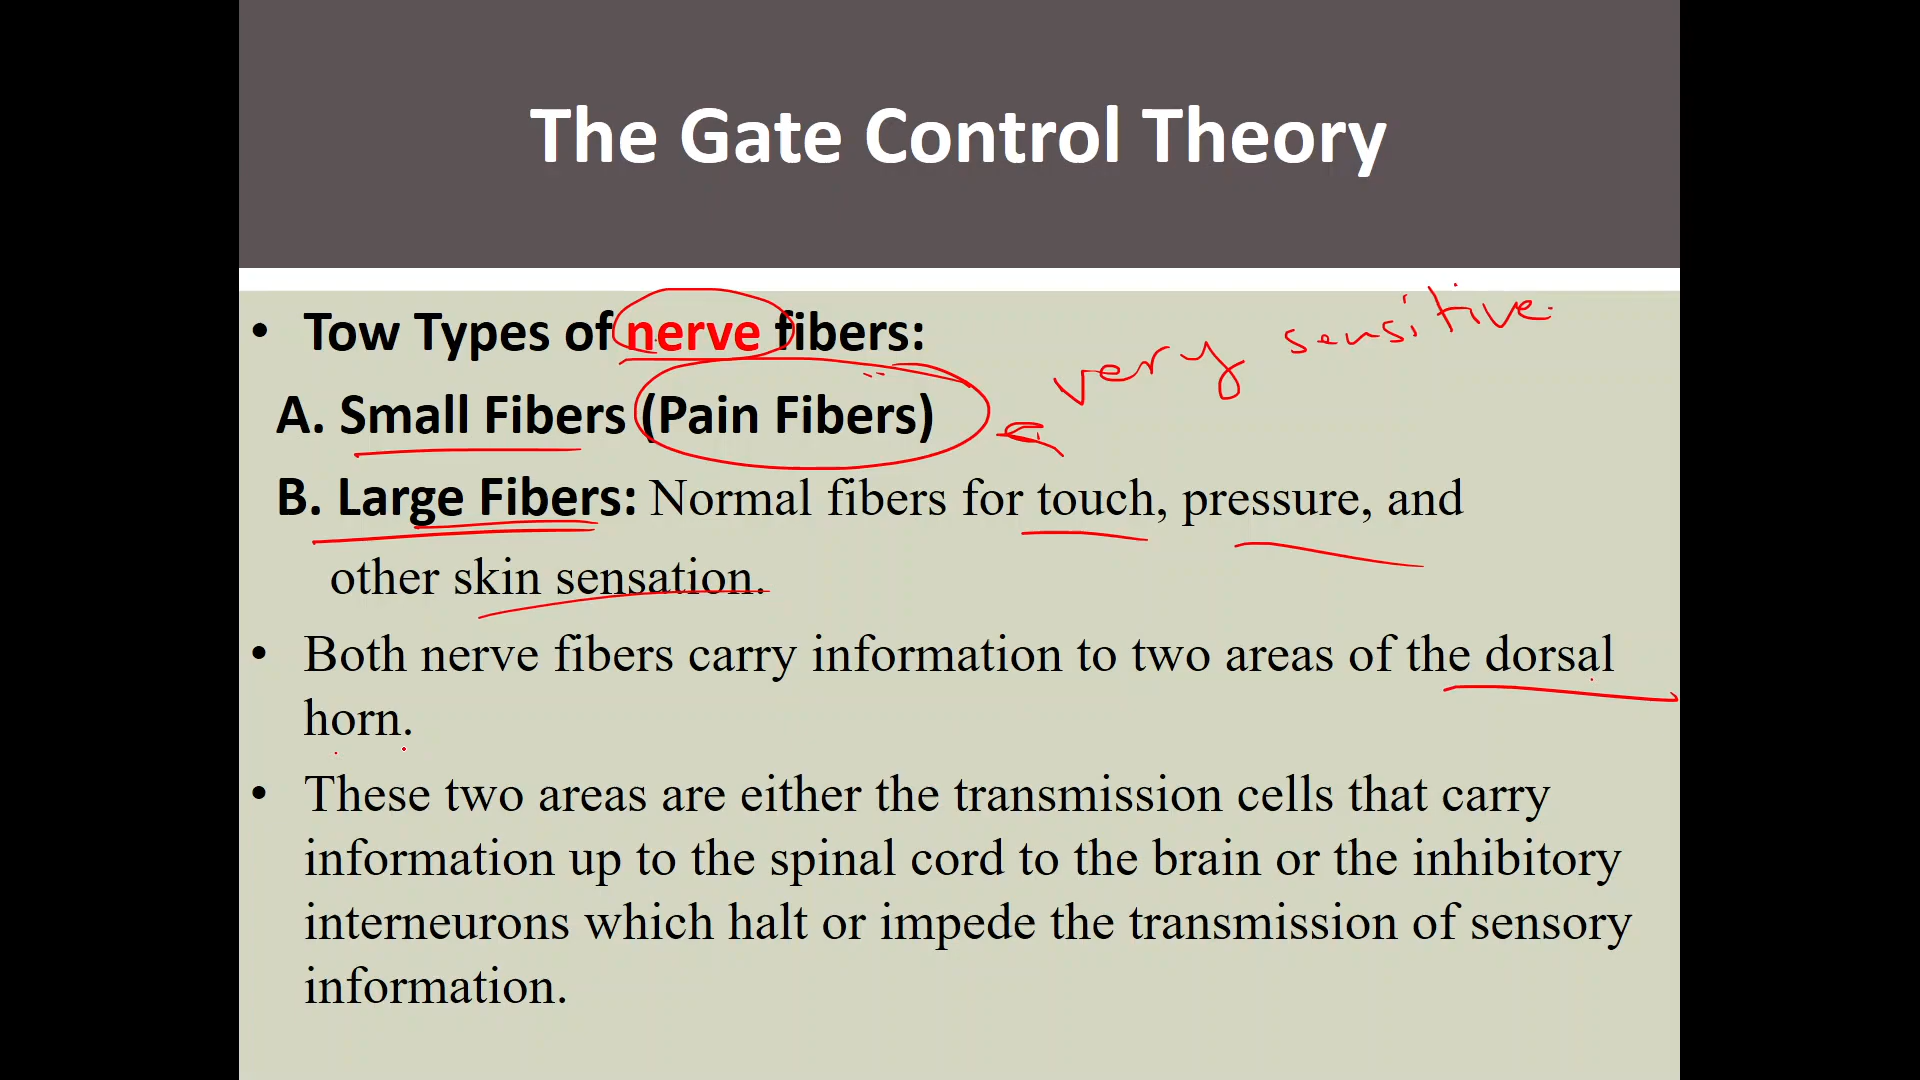 The Gate Control Theory
• Tow Types of nerve fibers:
very sensitive.
A. Small Fibers (Pain Fibers)
B. Large Fibers: Normal fibers for touch, pressure, and
other skin sensation.
• Both nerve fibers carry information to two areas of the dorsal
horn.
• These two areas are either the transmission cells that carry
information up to the spinal cord to the brain or the inhibitory
interneurons which halt or impede the transmission of sensory
information.